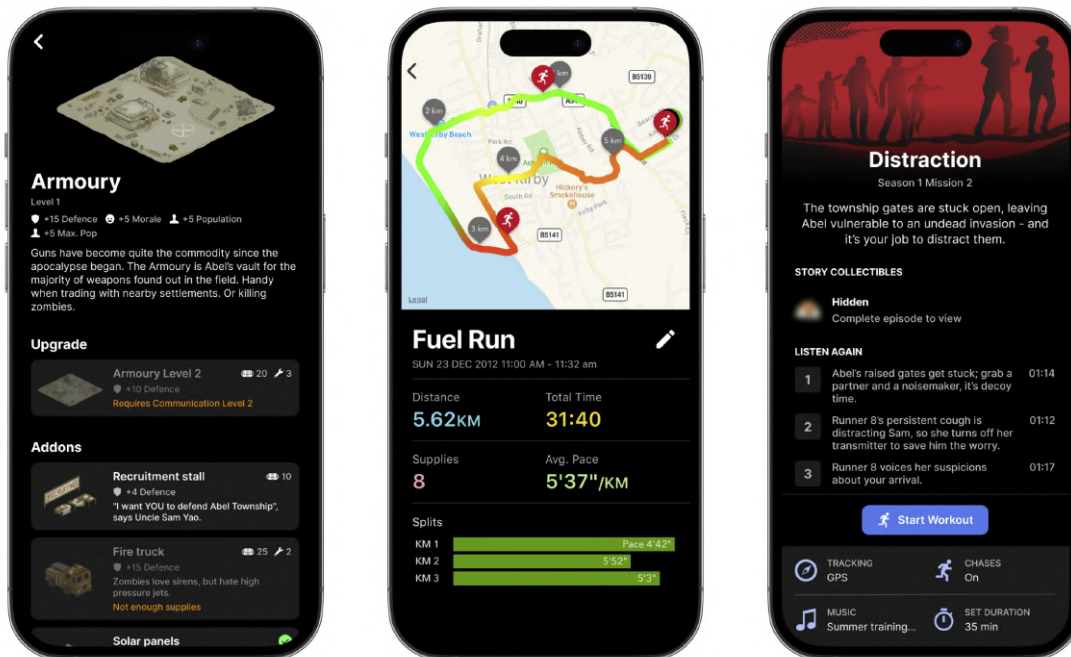 Armoury
Level 1
+15 Defence +5 Morale +5 Population
+5 Max. Pop
Guns have become quite the commodity since the
apocalypse began. The Armoury is Abel's vault for the
majority of weapons found out in the field. Handy
when trading with nearby settlements. Or killing
zombies.
Upgrade
Armoury Level 2 20 3
+10 Defence
Requires Communication Level 2
Addons
RECRUITING
Recruitment stall 10
+4 Defence
"I want YOU to defend Abel Township",
says Uncle Sam Yao.
Fire truck 25 2
+15 Defence
Zombies love sirens, but hate high
pressure jets.
Not enough supplies
Solar panels
km
B5139
2 km
West Kirby Beach
Park Rd
Abbey Rd
5 km
4 km
West Kirby
South Rd
Hickory's
Smokehouse
Kirby Park
3 km
B5141
B5141
Legal
Fuel Run
SUN 23 DEC 2012 11:00 AM - 11:32 am
Distance Total Time
5.62KM 31:40
Supplies Avg. Pace
8 5'37"/KM
Splits
KM 1 Pace 4'42"
KM 2 5'52"
KM 3 5'3"
Distraction
Season 1 Mission 2
The township gates are stuck open, leaving
Abel vulnerable to an undead invasion - and
it's your job to distract them.
STORY COLLECTIBLES
Hidden
Complete episode to view
LISTEN AGAIN
1 Abel's raised gates get stuck; grab a 01:14
partner and a noisemaker, it's decoy
time.
2 Runner 8's persistent cough is 01:12
distracting Sam, so she turns off her
transmitter to save him the worry.
3 Runner 8 voices her suspicions 01:17
about your arrival.
Start Workout
TRACKING CHASES
GPS On
MUSIC SET DURATION
Summer training... 35 min